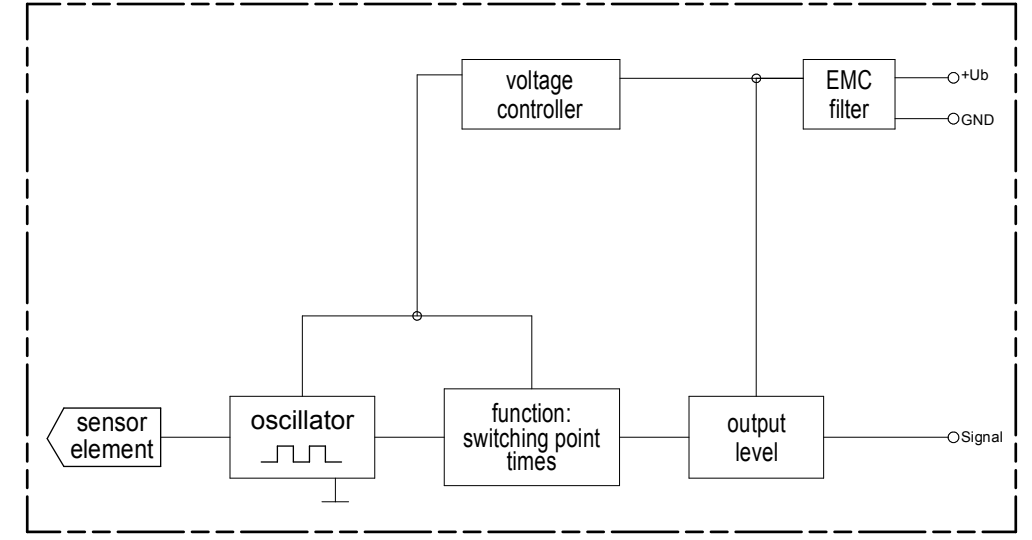 voltage
controller
EMC
filter
+Ub
GND
sensor
element
oscillator
function:
switching point
times
output
level
Signal